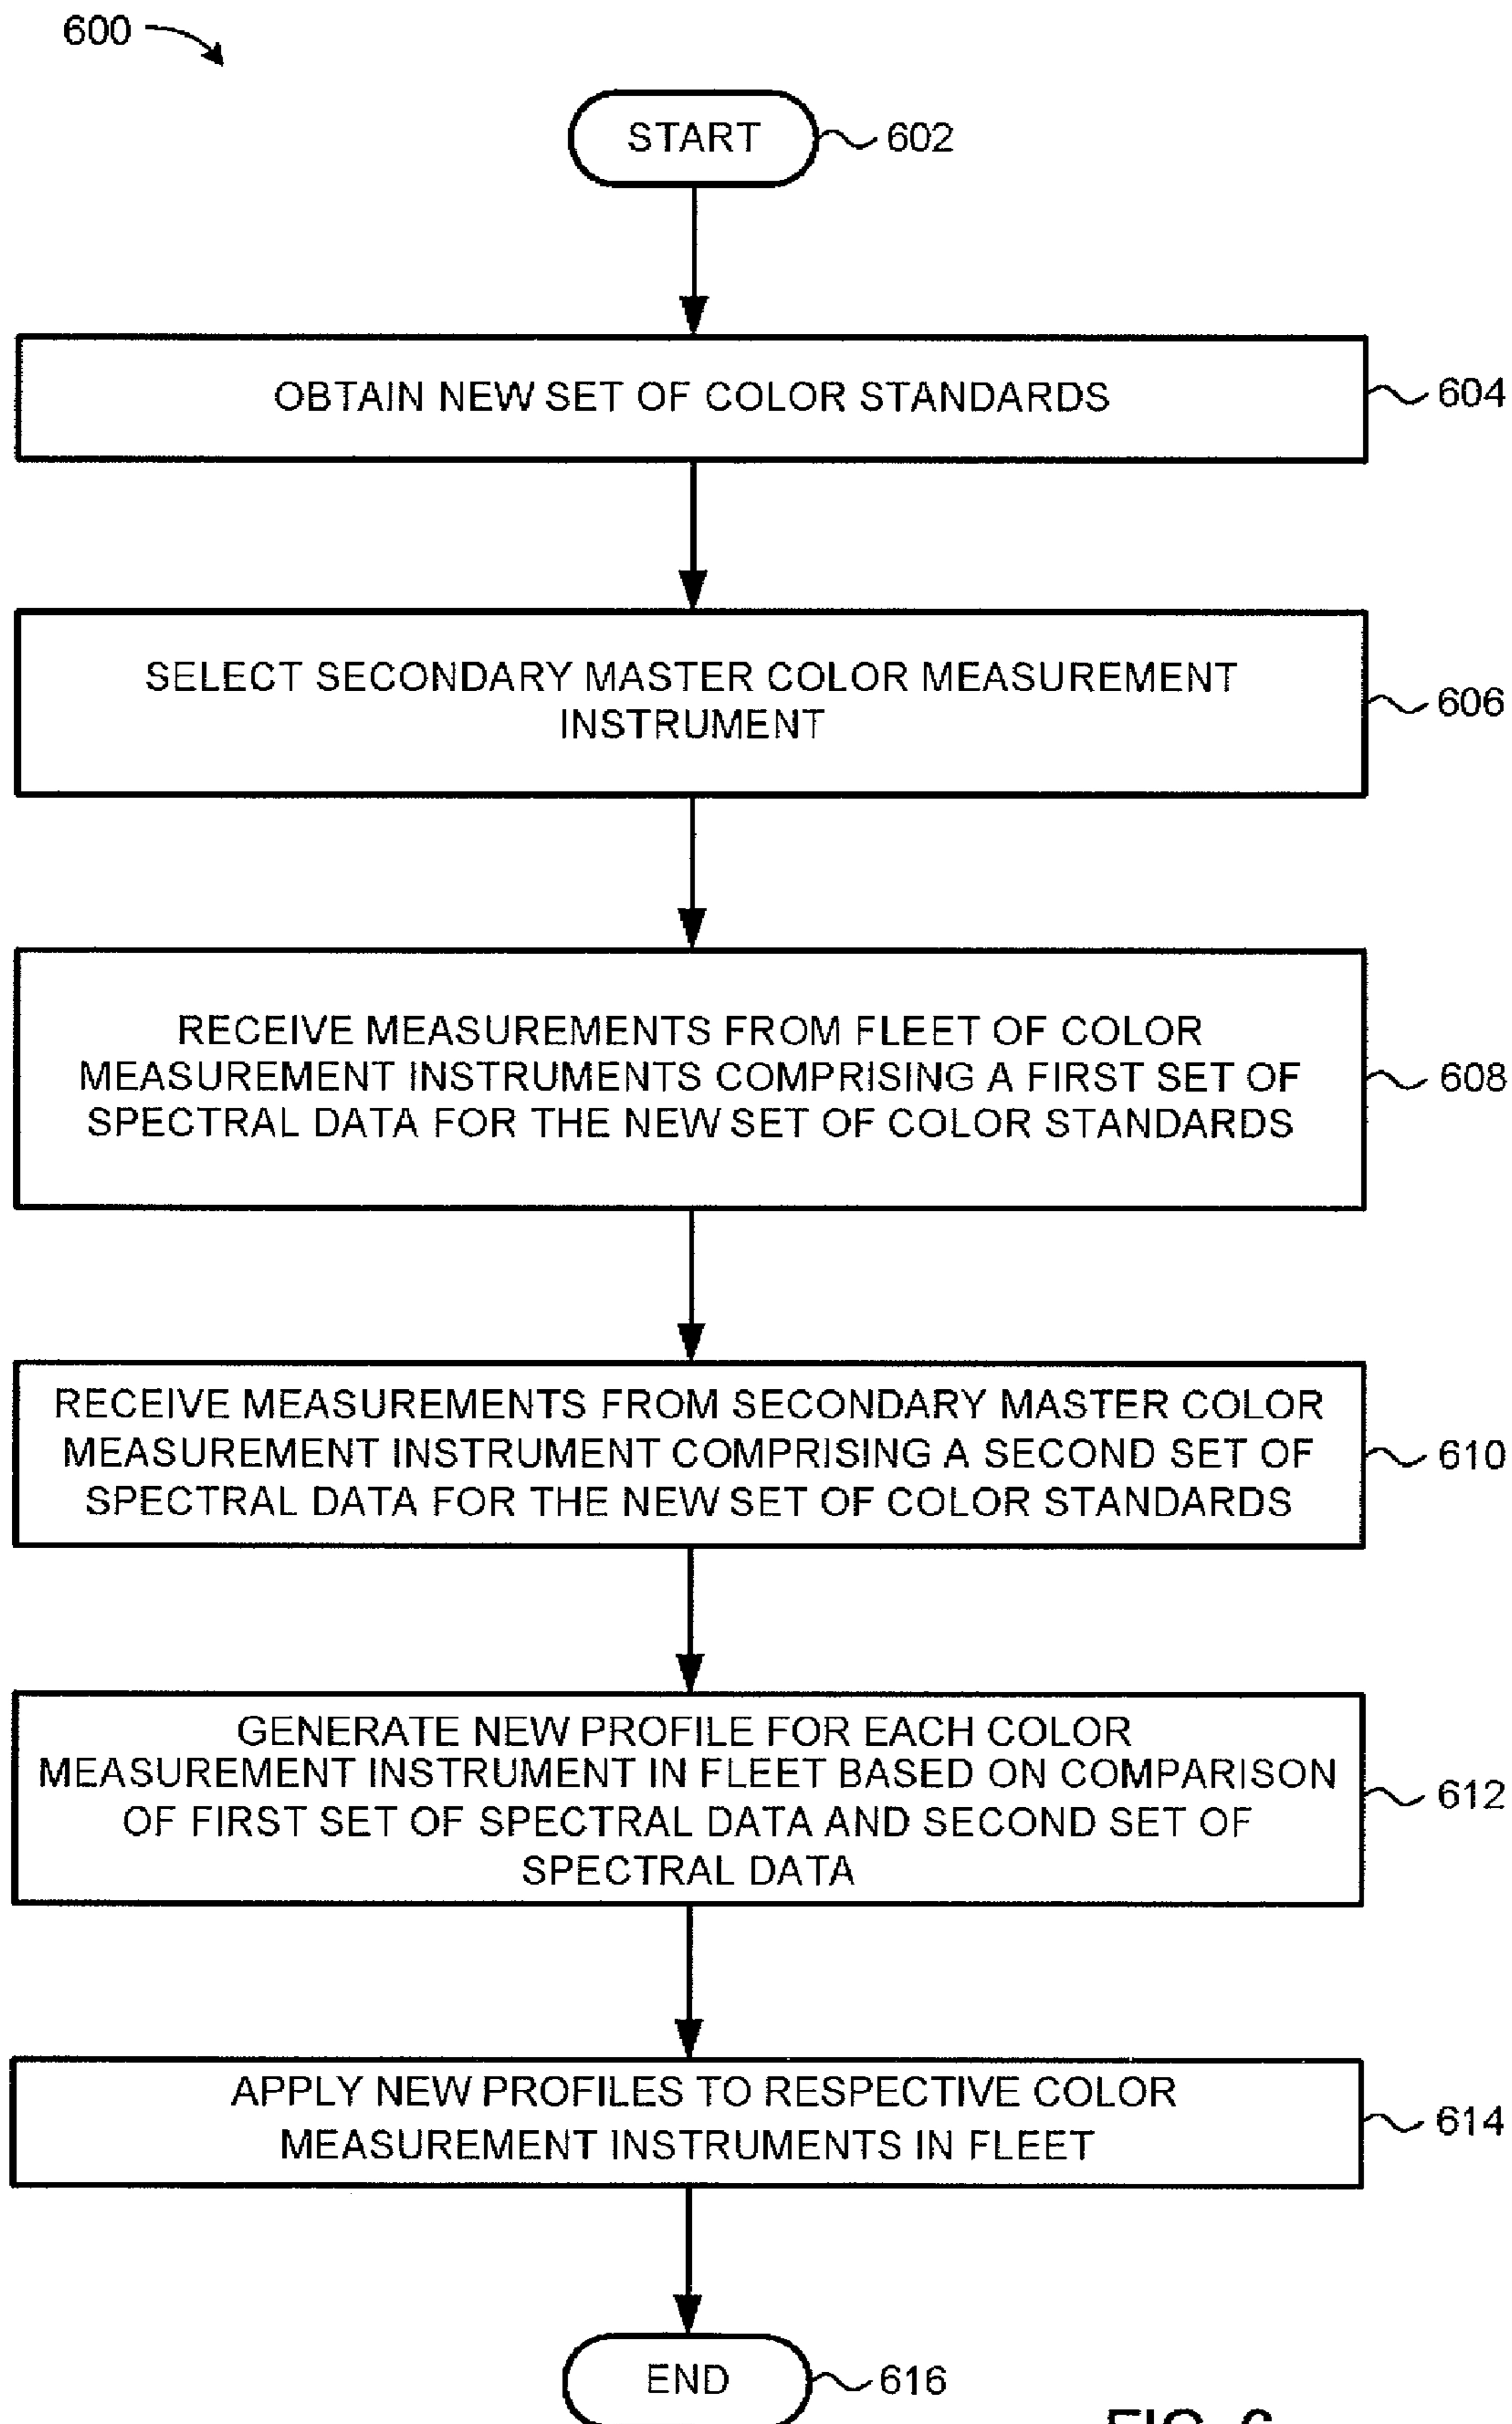 600
START
602
OBTAIN NEW SET OF COLOR STANDARDS
604
SELECT SECONDARY MASTER COLOR MEASUREMENT
INSTRUMENT
606
RECEIVE MEASUREMENTS FROM FLEET OF COLOR
MEASUREMENT INSTRUMENTS COMPRISING A FIRST SET OF
SPECTRAL DATA FOR THE NEW SET OF COLOR STANDARDS
608
RECEIVE MEASUREMENTS FROM SECONDARY MASTER COLOR
MEASUREMENT INSTRUMENT COMPRISING A SECOND SET OF
SPECTRAL DATA FOR THE NEW SET OF COLOR STANDARDS
610
GENERATE NEW PROFILE FOR EACH COLOR
MEASUREMENT INSTRUMENT IN FLEET BASED ON COMPARISON
OF FIRST SET OF SPECTRAL DATA AND SECOND SET OF
SPECTRAL DATA
612
APPLY NEW PROFILES TO RESPECTIVE COLOR
MEASUREMENT INSTRUMENTS IN FLEET
614
END
616
FIG. 6